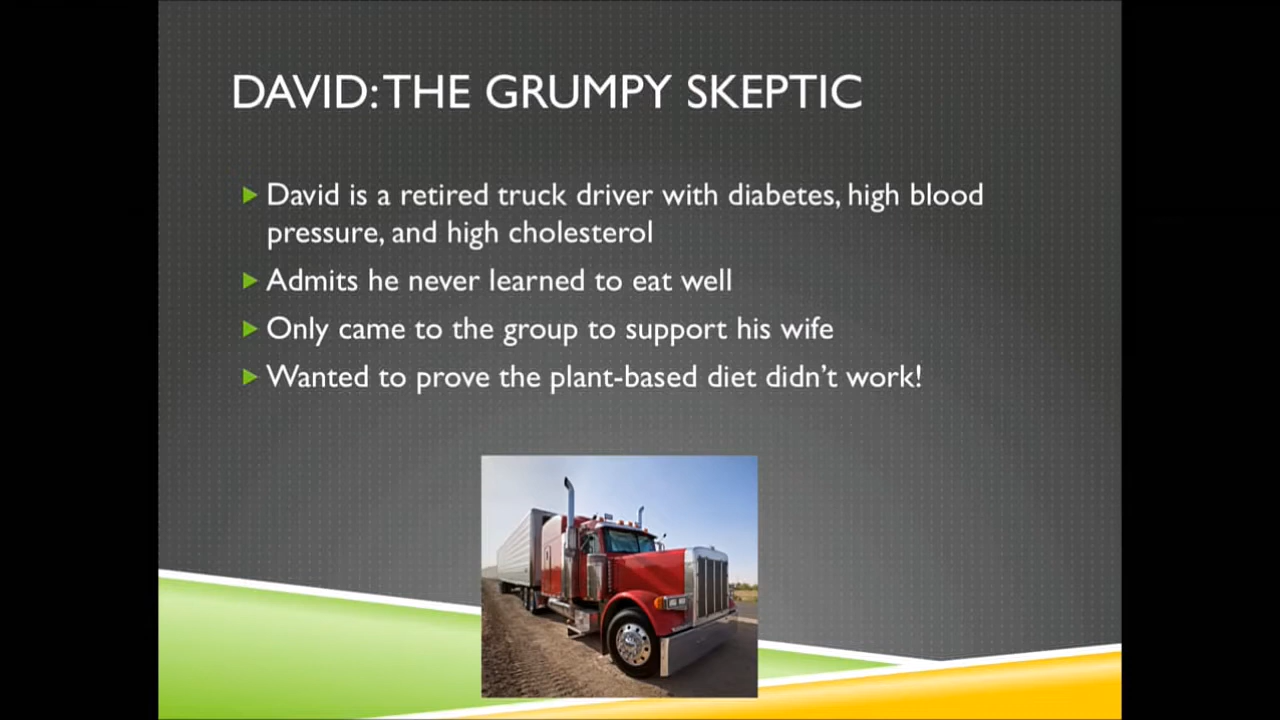 DAVID: THE GRUMPY SKEPTIC
David is a retired truck driver with diabetes, high blood
pressure, and high cholesterol
Admits he never learned to eat well
Only came to the group to support his wife
Wanted to prove the plant-based diet didn't work!